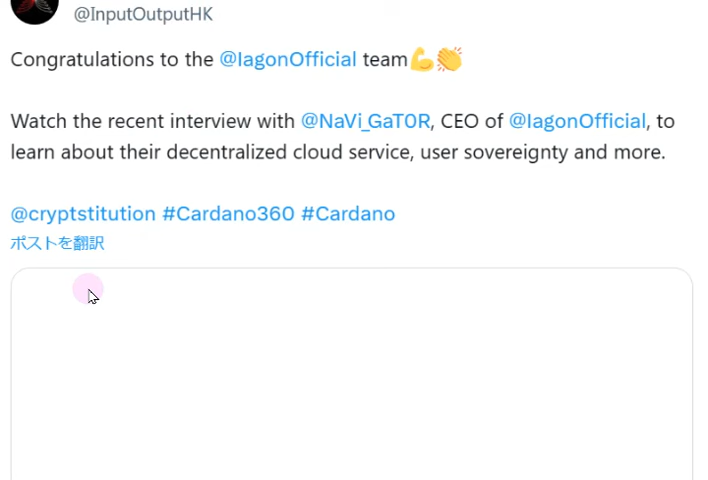 @InputOutputHK
Congratulations to the @IagonOfficial team💪👏
Watch the recent interview with @NaVi_GaT0R, CEO of @IagonOfficial, to
learn about their decentralized cloud service, user sovereignty and more.
@cryptstitution #Cardano360 #Cardano
ポストを翻訳